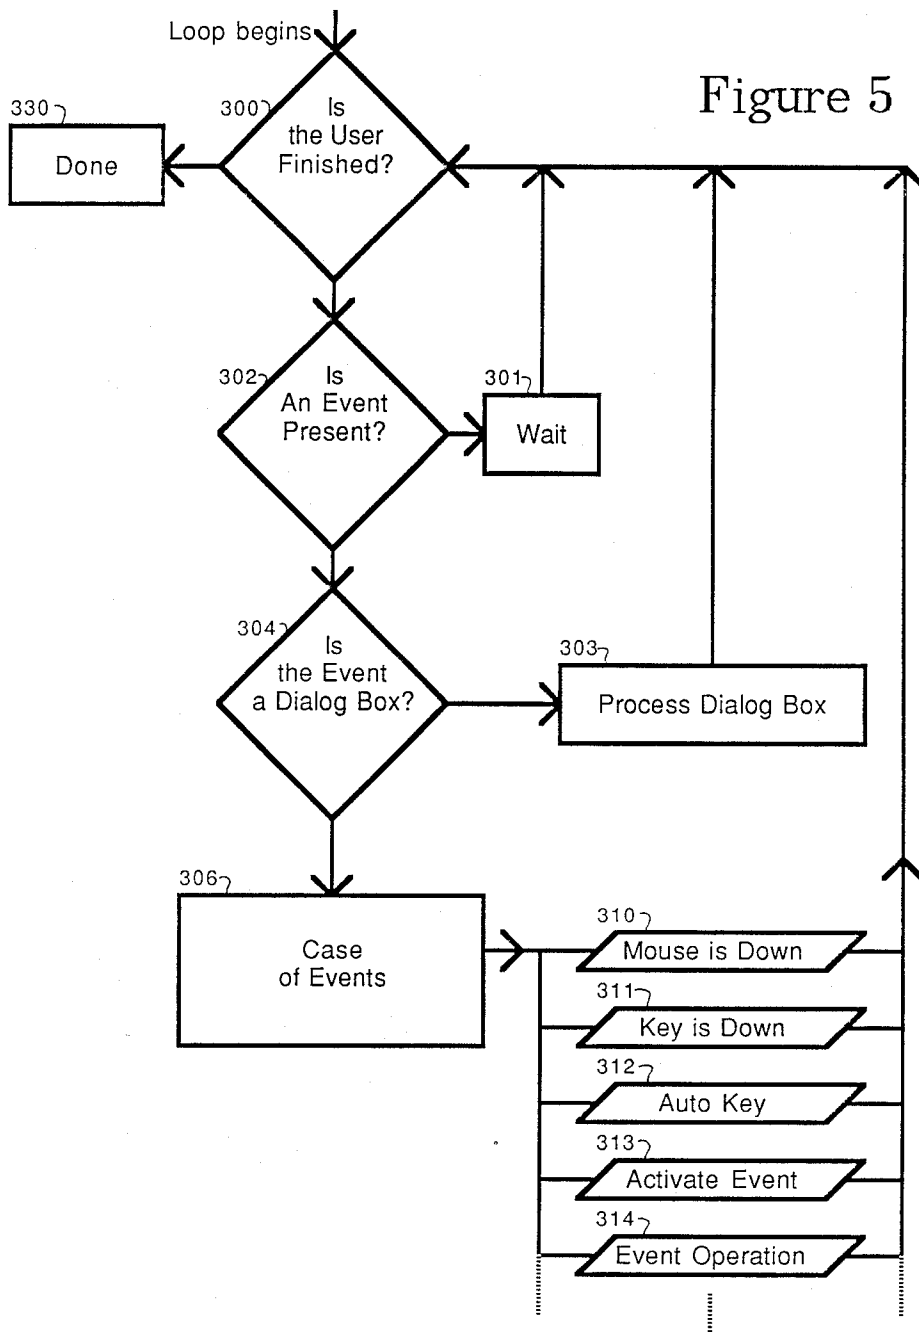 Loop begins
Figure 5
330
Done
300
Is
the User
Finished?
302
Is
An Event
Present?
301
Wait
304
Is
the Event
a Dialog Box?
303
Process Dialog Box
306
Case
of Events
310
Mouse is Down
311
Key is Down
312
Auto Key
313
Activate Event
314
Event Operation